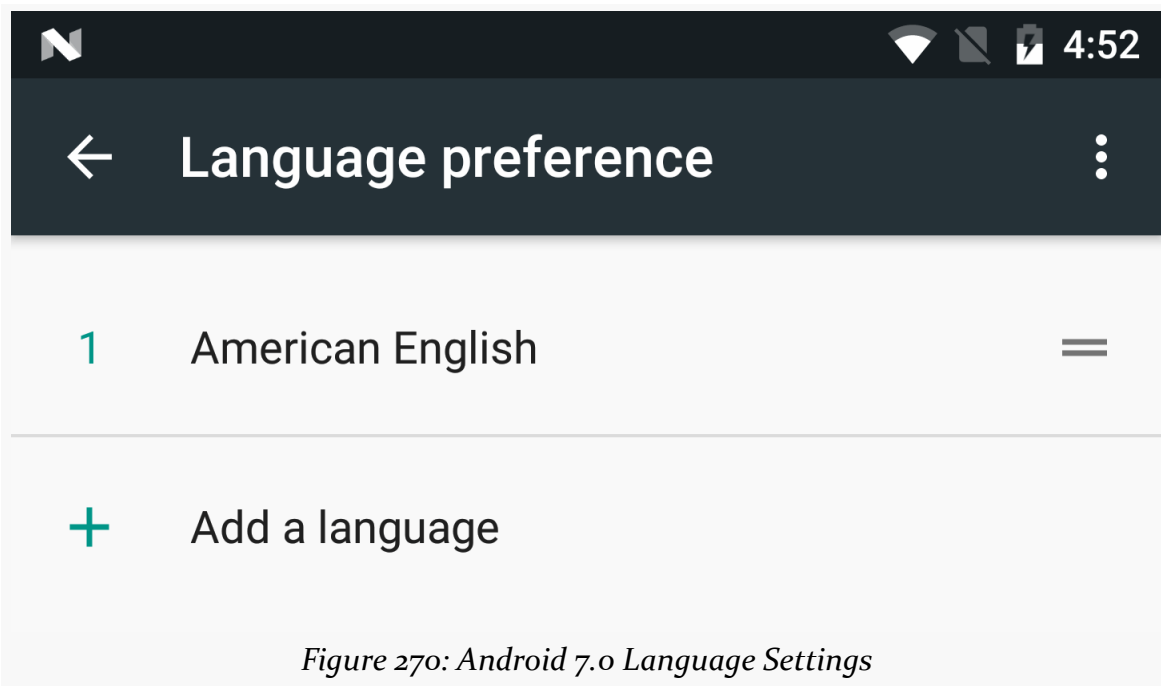 4:52
Language preference
1 American English
Add a language
Figure 270: Android 7.0 Language Settings